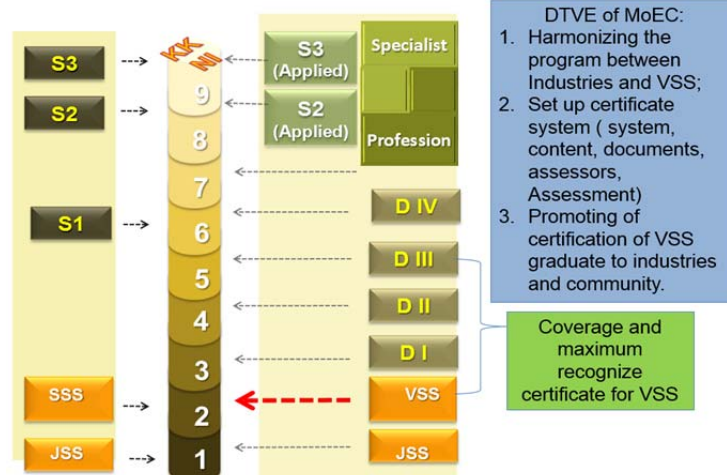 S3
S2
S1
SSS
JSS
KK
NI
9
8
7
6
5
4
3
2
1
S3
(Applied)
S2
(Applied)
Specialist
Profession
D IV
D III
D II
D I
VSS
JSS
DTVE of MoEC:
1. Harmonizing the
program between
Industries and VSS;
2. Set up certificate
system ( system,
content, documents,
assessors,
Assessment)
3. Promoting of
certification of VSS
graduate to industries
and community.
Coverage and
maximum
recognize
certificate for VSS